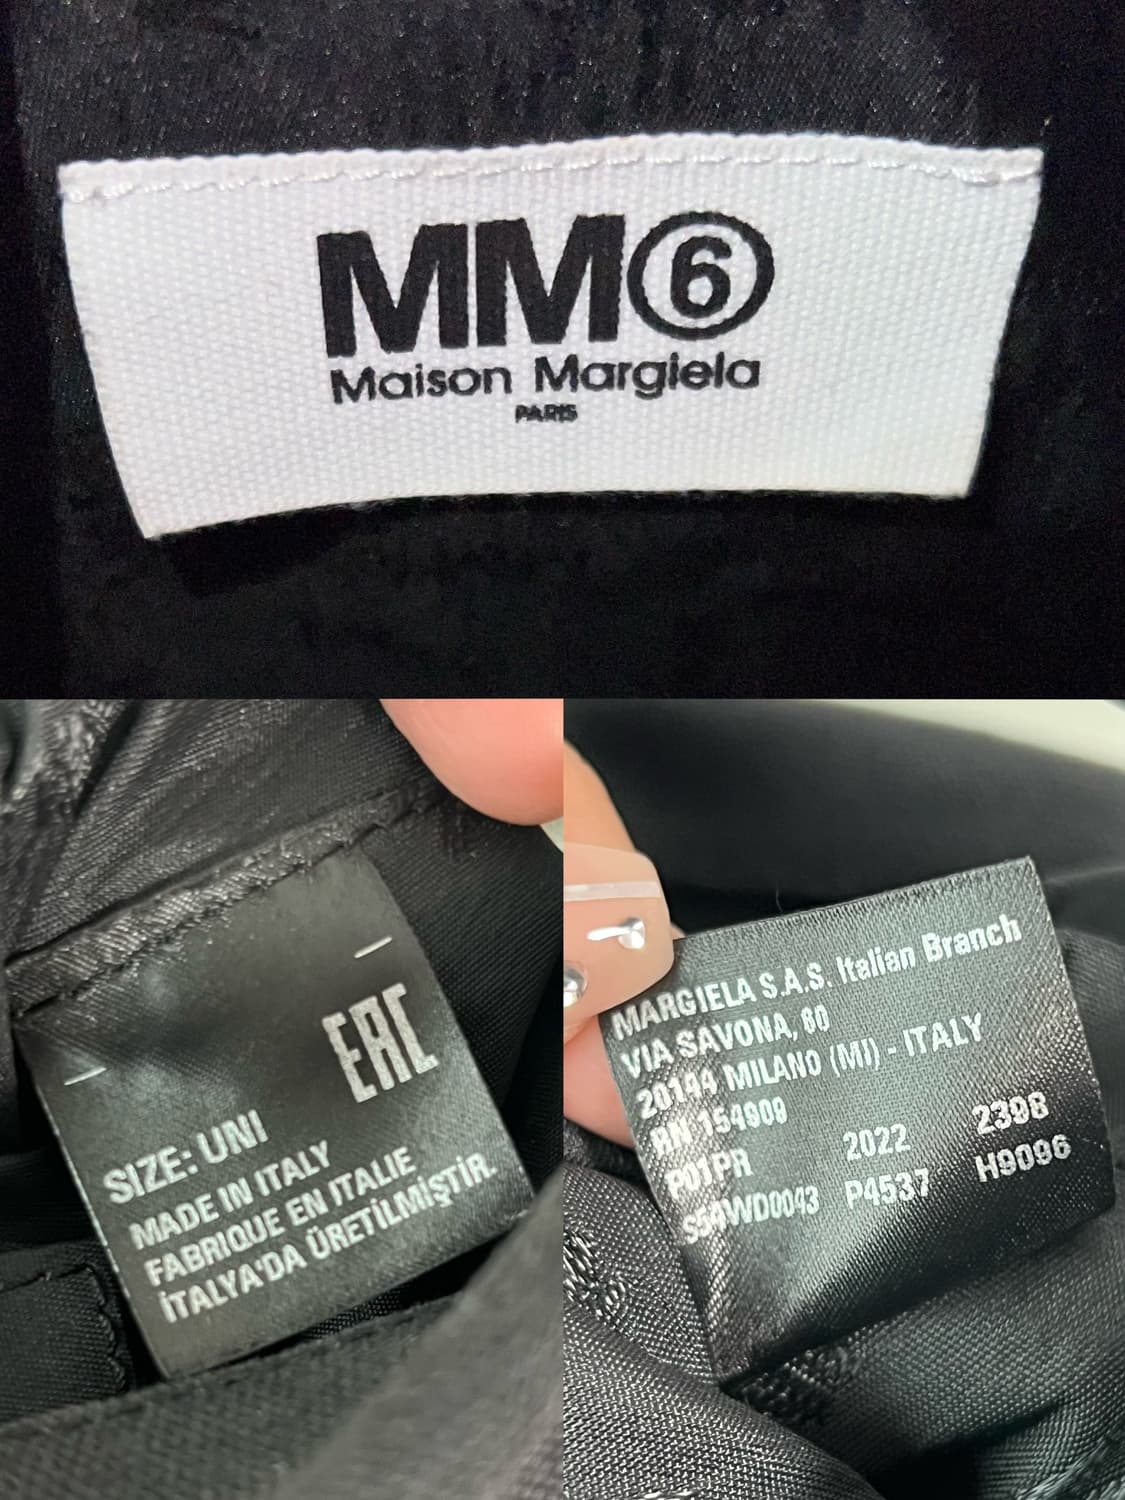 MM6
Maison Margiela
PARIS
EAC
SIZE: UNI
MADE IN ITALY
FABRIQUE EN ITALIE
İTALYA'DA ÜRETİLMİŞTİR.
MARGIELA S.A.S. Italian Branch
VIA SAVONA, 60
20144 MILANO (MI) - ITALY
RN 154909
P01PR 2022 2398
S54WD0043 P4537 H9096